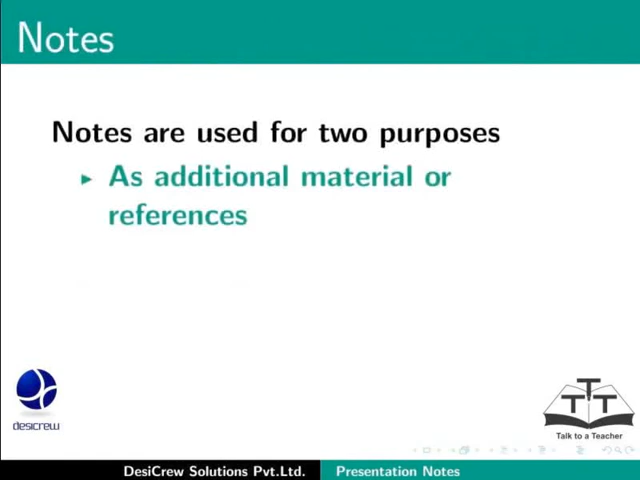 Notes
Notes are used for two purposes
As additional material or
references
desicrew
TTT
Talk to a Teacher
DesiCrew Solutions Pvt.Ltd.
Presentation Notes